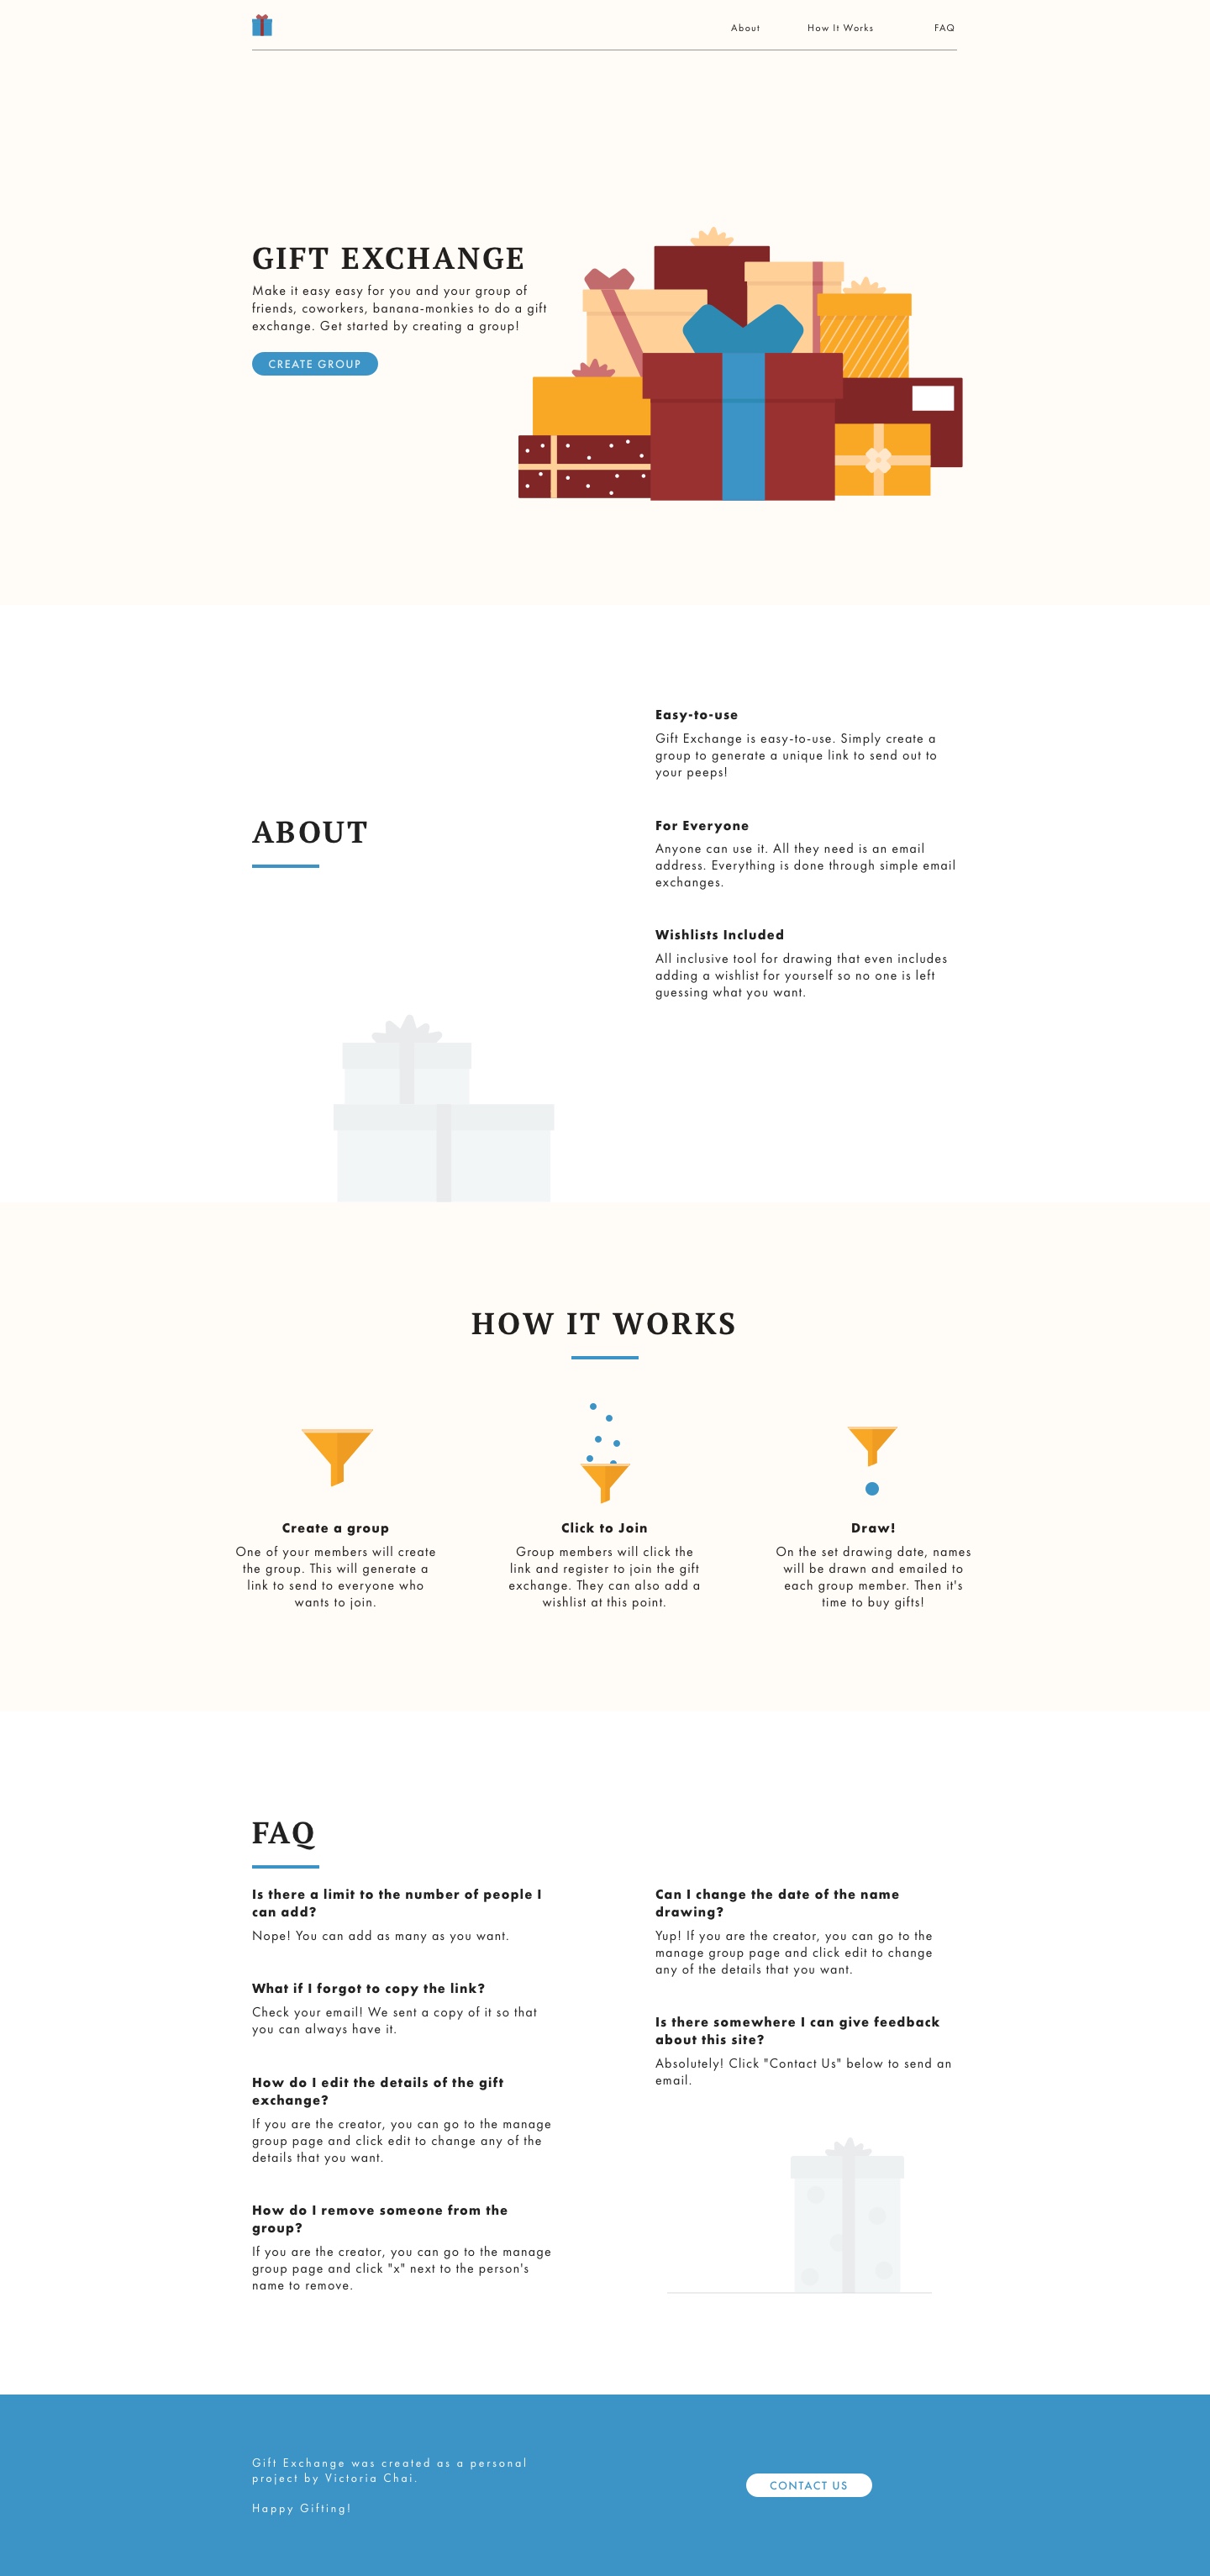 About
How It Works
FAQ
GIFT EXCHANGE
Make it easy easy for you and your group of
friends, coworkers, banana-monkies to do a gift
exchange. Get started by creating a group!
CREATE GROUP
ABOUT
Easy-to-use
Gift Exchange is easy-to-use. Simply create a
group to generate a unique link to send out to
your peeps!
For Everyone
Anyone can use it. All they need is an email
address. Everything is done through simple email
exchanges.
Wishlists Included
All inclusive tool for drawing that even includes
adding a wishlist for yourself so no one is left
guessing what you want.
HOW IT WORKS
Create a group
One of your members will create
the group. This will generate a
link to send to everyone who
wants to join.
Click to Join
Group members will click the
link and register to join the gift
exchange. They can also add a
wishlist at this point.
Draw!
On the set drawing date, names
will be drawn and emailed to
each group member. Then it's
time to buy gifts!
FAQ
Is there a limit to the number of people I
can add?
Nope! You can add as many as you want.
What if I forgot to copy the link?
Check your email! We sent a copy of it so that
you can always have it.
How do I edit the details of the gift
exchange?
If you are the creator, you can go to the manage
group page and click edit to change any of the
details that you want.
How do I remove someone from the
group?
If you are the creator, you can go to the manage
group page and click "x" next to the person's
name to remove.
Can I change the date of the name
drawing?
Yup! If you are the creator, you can go to the
manage group page and click edit to change
any of the details that you want.
Is there somewhere I can give feedback
about this site?
Absolutely! Click "Contact Us" below to send an
email.
Gift Exchange was created as a personal
project by Victoria Chai.
Happy Gifting!
CONTACT US